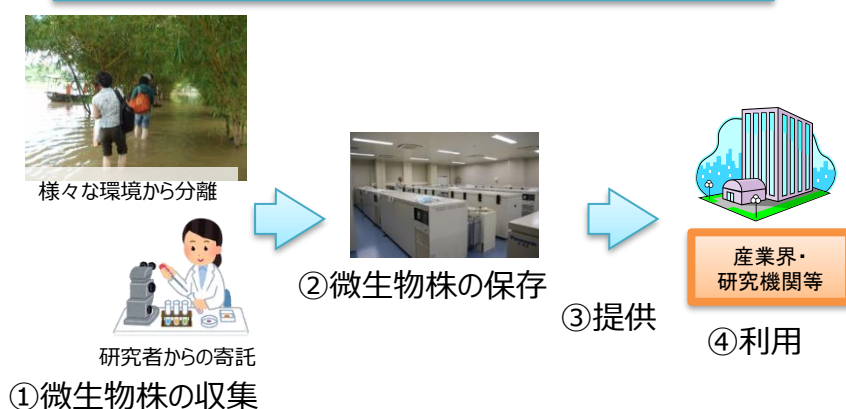 様々な環境から分離
研究者からの寄託
①微生物株の収集
②微生物株の保存
③提供
産業界・
研究機関等
④利用